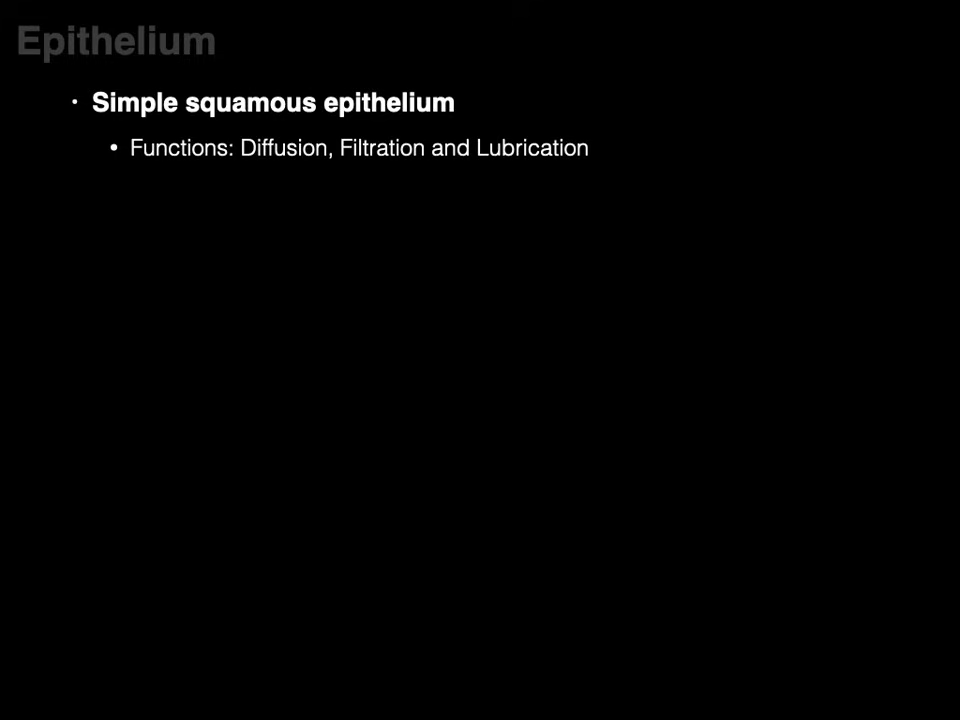 Epithelium
• Simple squamous epithelium
• Functions: Diffusion, Filtration and Lubrication